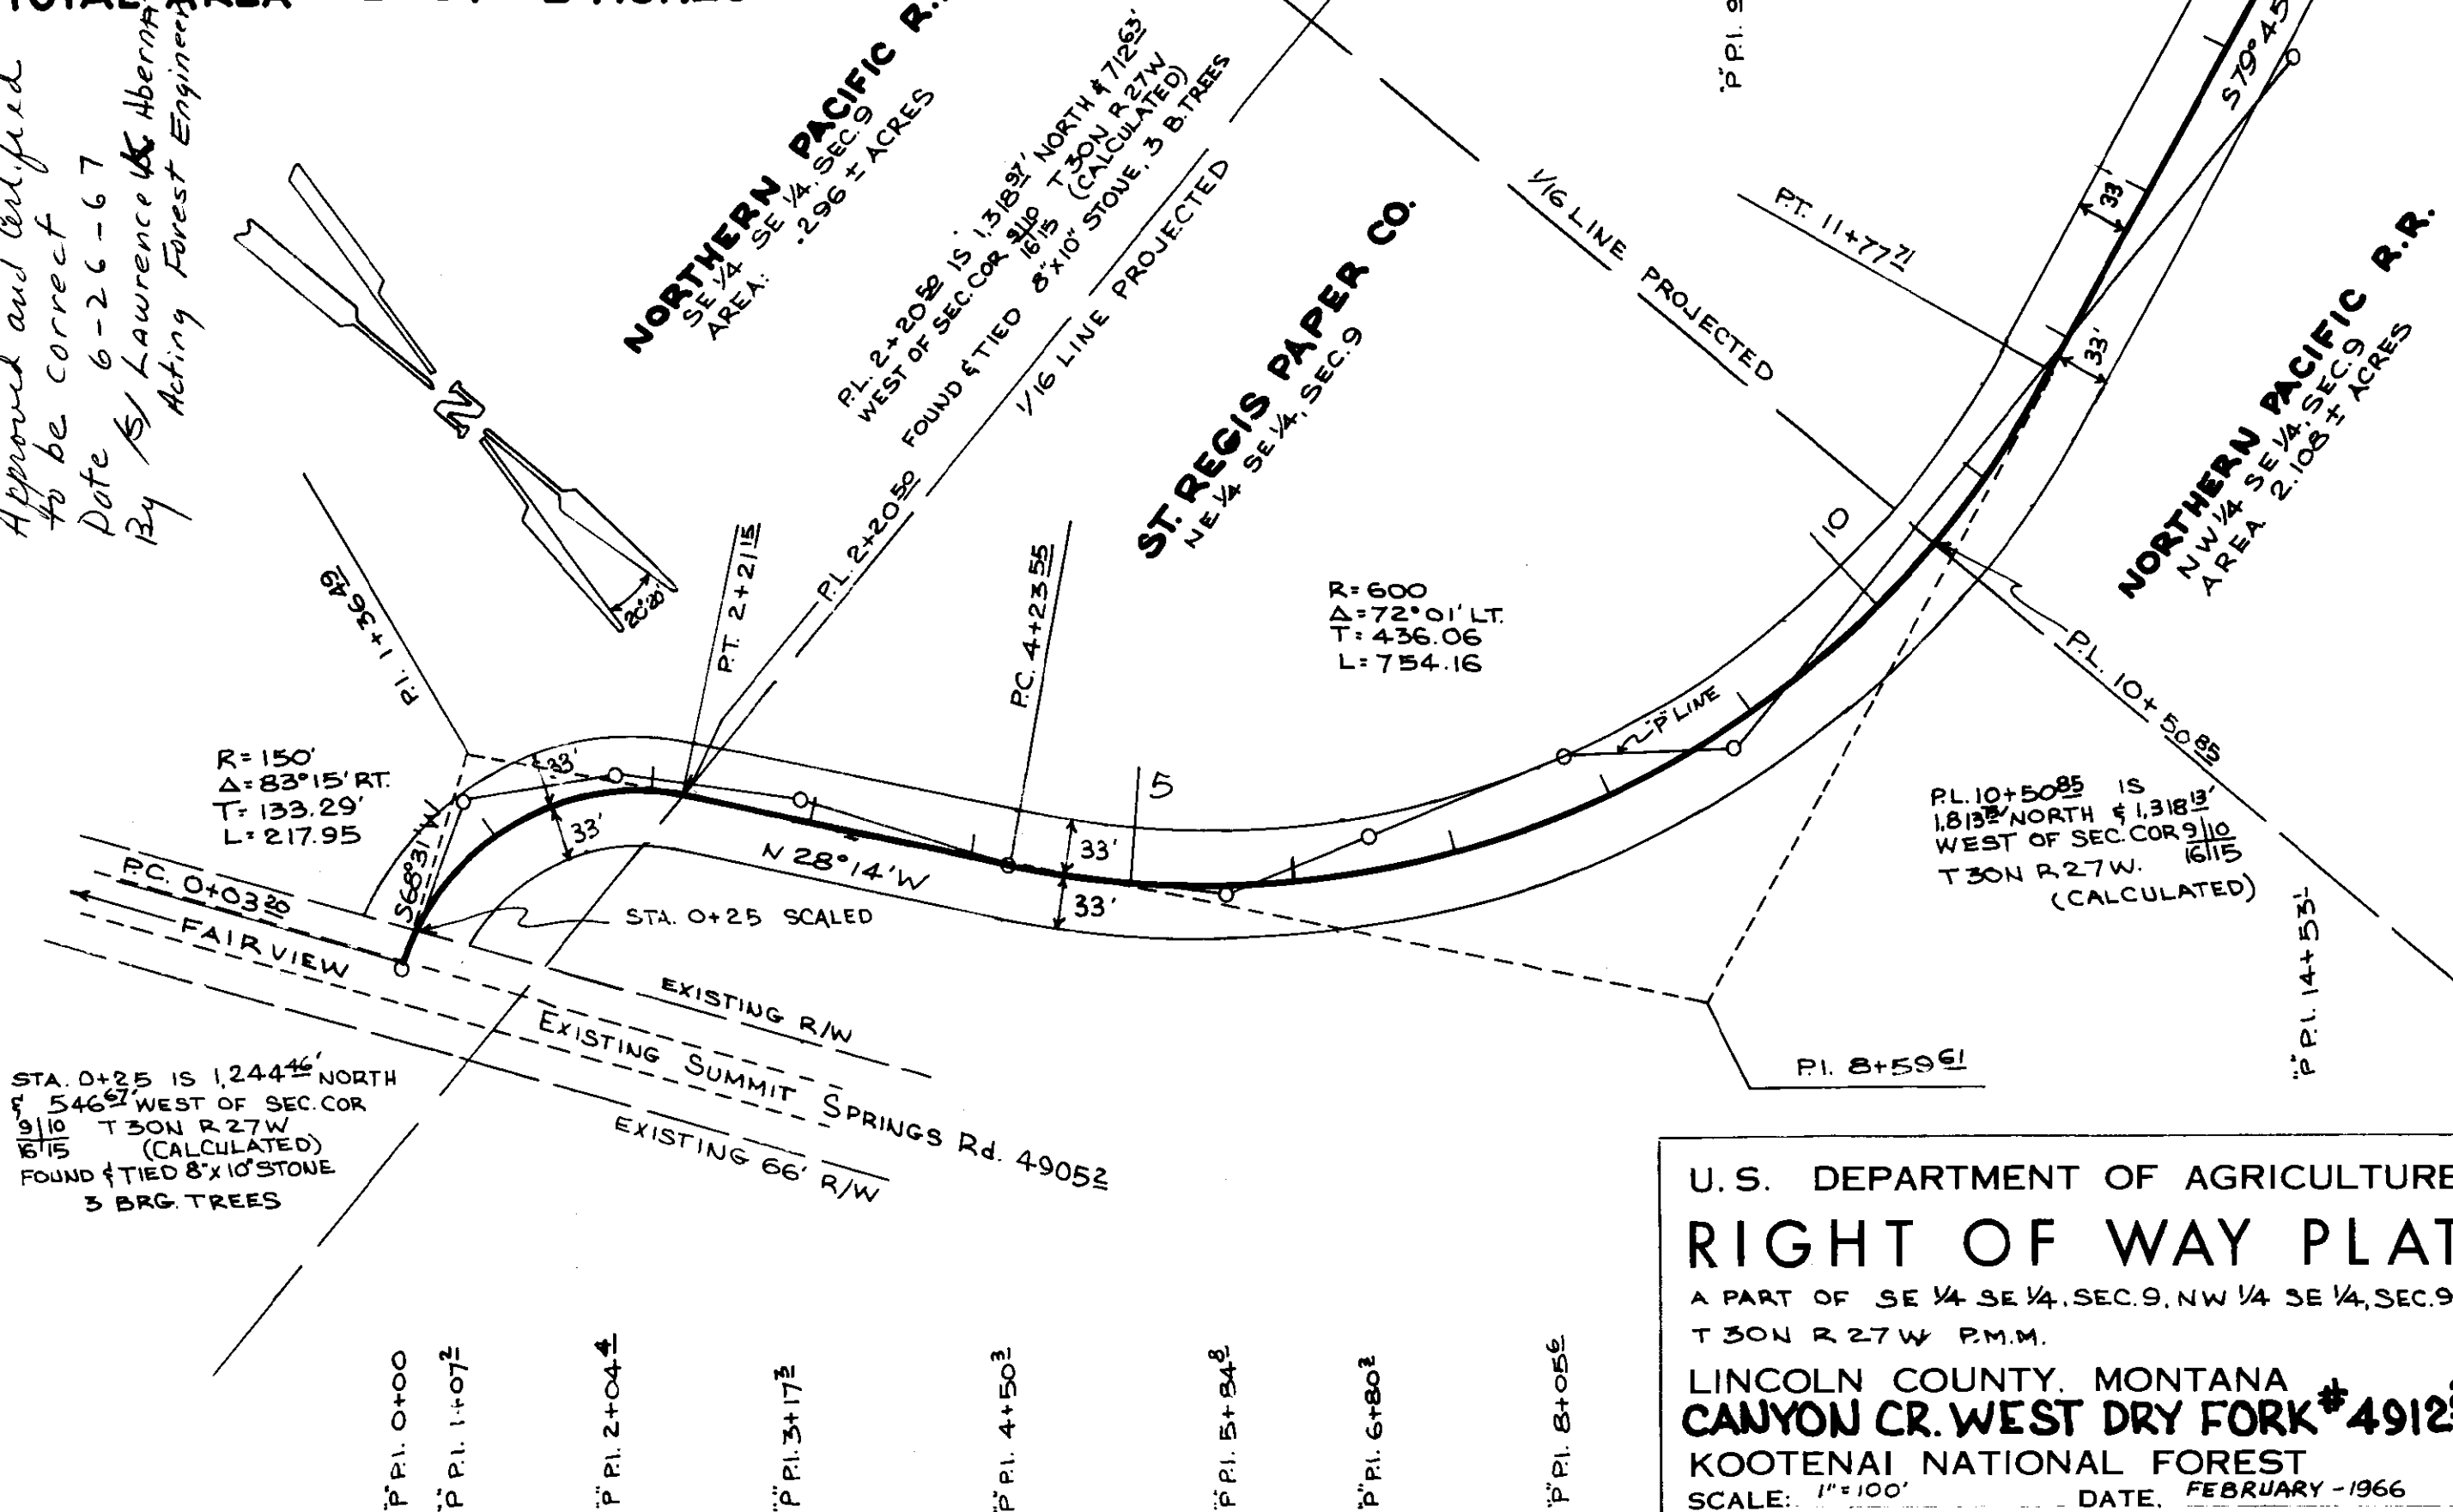 Approved and Certified
to be correct
Date 6-26-67
By /s/ Lawrence
Acting Forest Engineer
NORTHERN PACIFIC R.
SE 1/4 SE 1/4, SEC.9
AREA: .296 ± ACRES
P.L. 2+20 50 IS 1,318 97' NORTH & 712 63'
WEST OF SEC.COR 9|10 16|15 T30N R27W
(CALCULATED)
FOUND & TIED 8"x10" STONE, 3 B.TREES
1/16 LINE PROJECTED
ST. REGIS PAPER CO.
NE 1/4 SE 1/4, SEC.9
1/16 LINE PROJECTED
P.T. 11+77 71
S79°45
33
33'
NORTHERN PACIFIC R.R.
NW 1/4 SE 1/4, SEC.9
AREA 2.108 ± ACRES
N
20°20'
P.I. 1+36 49
P.T. 2+21 15
P.L. 2+20 50
P.C. 4+23 55
R=600
Δ=72°01' LT.
T=436.06
L=754.16
10
P.L. 10+50 85
"P" LINE
R=150'
Δ=83°15' RT.
T=133.29'
L=217.95
33'
33'
5
33'
33'
N 28°14'W
S68°31'W
P.C. 0+03 20
FAIRVIEW
STA. 0+25 SCALED
P.L. 10+50 85 IS
NORTH & 1,318 13'
WEST OF SEC.COR 9|10 16|15
T30N R27W.
(CALCULATED)
EXISTING R/W
EXISTING SUMMIT SPRINGS Rd. 4905 2
EXISTING 66' R/W
P.I. 8+59 61
STA. 0+25 IS 1,244 46' NORTH
& 546 67' WEST OF SEC.COR
9|10 16|15 T30N R27W
(CALCULATED)
FOUND & TIED 8"x10" STONE
3 BRG. TREES
"P" P.I. 0+00
"P" P.I. 1+07 2
"P" P.I. 2+04 4
"P" P.I. 3+17 3
"P" P.I. 4+50 3
"P" P.I. 5+84 8
"P" P.I. 6+80 2
"P" P.I. 8+05 6
"P" P.I. 14+53 1
U.S. DEPARTMENT OF AGRICULTURE
RIGHT OF WAY PLAT
A PART OF SE 1/4 SE 1/4, SEC.9, NW 1/4 SE 1/4, SEC.9
T30N R27W P.M.M.
LINCOLN COUNTY, MONTANA
CANYON CR. WEST DRY FORK #4912
KOOTENAI NATIONAL FOREST
SCALE: 1"=100' DATE, FEBRUARY-1966